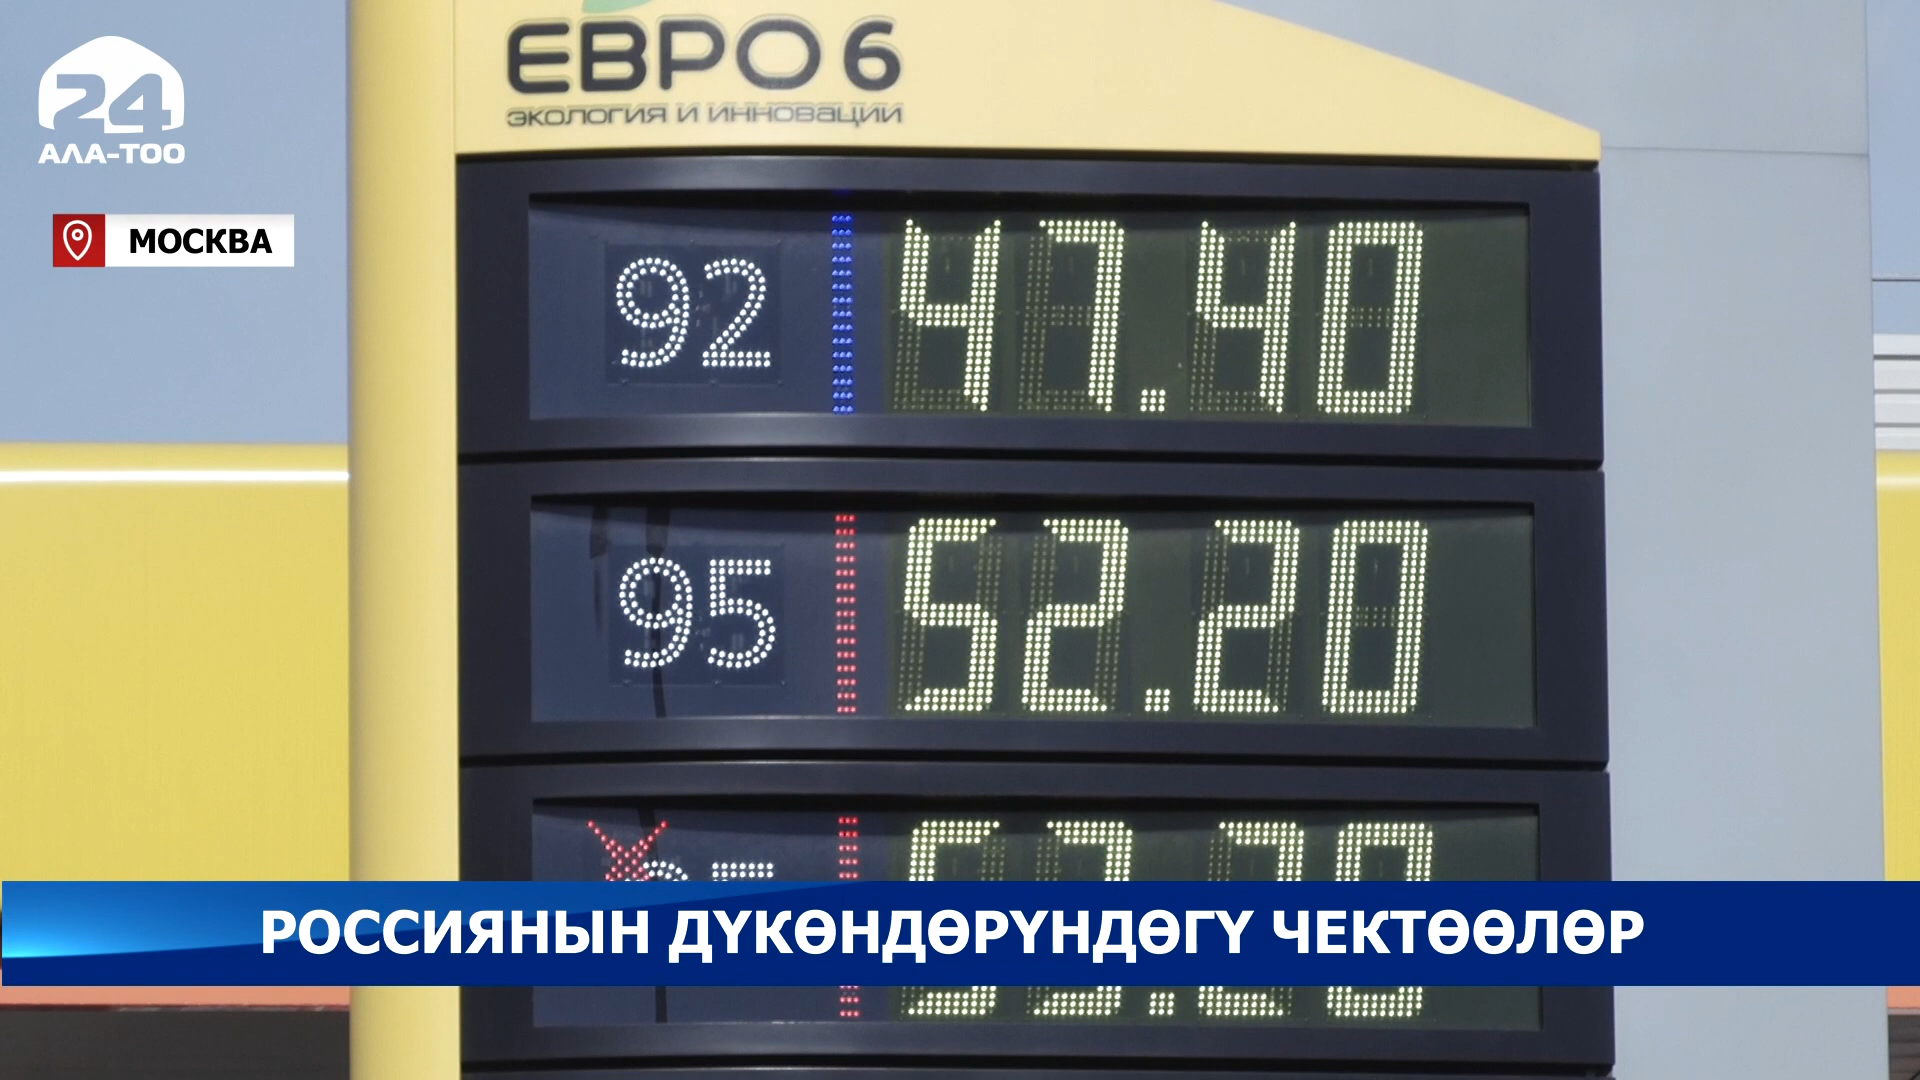 ЕВРО 6
ЭКОЛОГИЯ И ИННОВАЦИИ
24
АЛА-ТОО
МОСКВА
92 47.40
95 52.20
РОССИЯНЫН ДҮКӨНДӨРҮНДӨГҮ ЧЕКТӨӨЛӨР